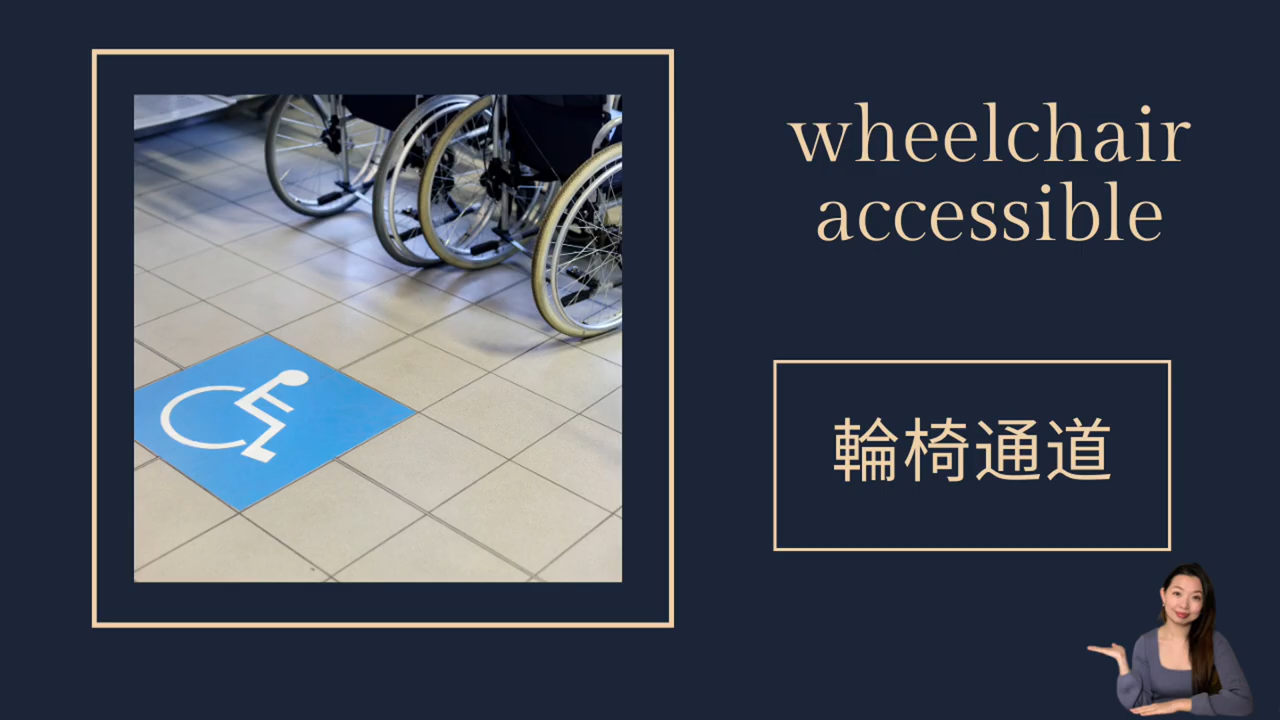 wheelchair
accessible
輪椅通道